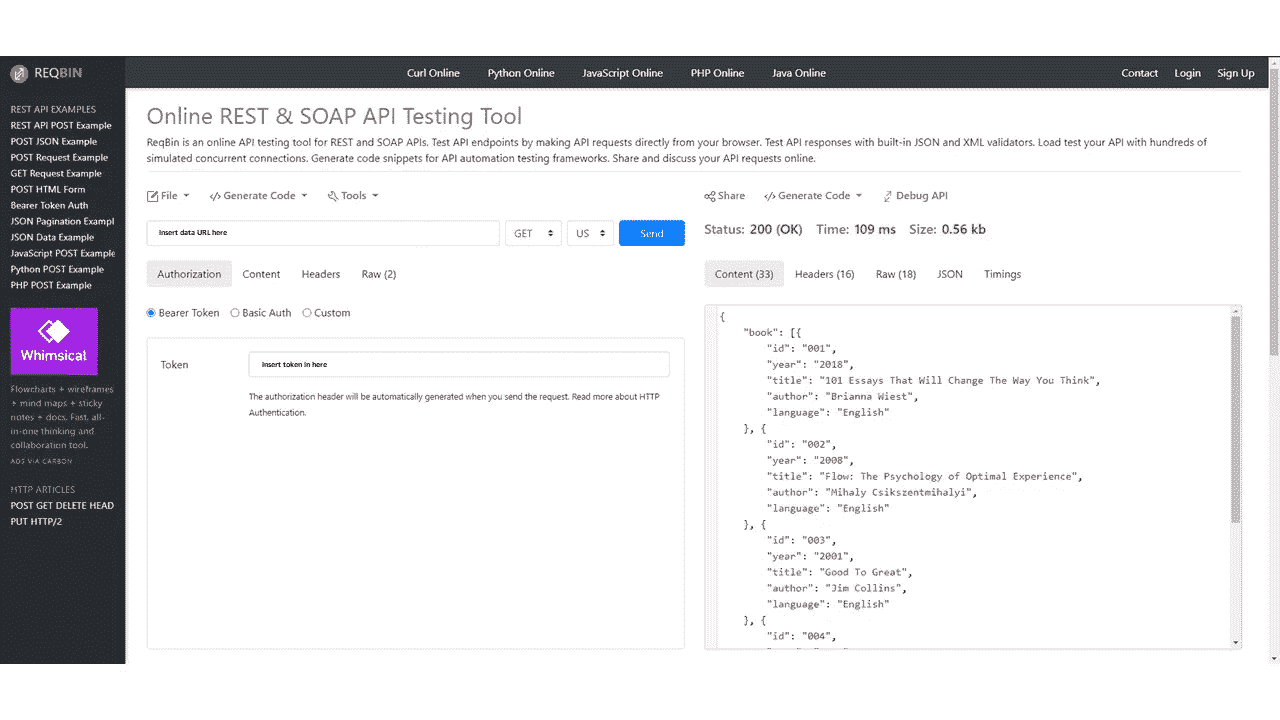 REQBIN
Curl Online Python Online JavaScript Online PHP Online Java Online
Contact Login Sign Up
REST API EXAMPLES
REST API POST Example
POST JSON Example
POST Request Example
GET Request Example
POST HTML Form
Bearer Token Auth
JSON Pagination Exampl
JSON Data Example
JavaScript POST Example
Python POST Example
PHP POST Example
Whimsical
Flowcharts + wireframes
+ mind maps + sticky
notes + docs. Fast, all-
in-one thinking and
collaboration tool.
ADS VIA CARBON
HTTP ARTICLES
POST GET DELETE HEAD
PUT HTTP/2
Online REST & SOAP API Testing Tool
ReqBin is an online API testing tool for REST and SOAP APIs. Test API endpoints by making API requests directly from your browser. Test API responses with built-in JSON and XML validators. Load test your API with hundreds of
simulated concurrent connections. Generate code snippets for API automation testing frameworks. Share and discuss your API requests online.
File Generate Code Tools
Insert data URL here GET US Send
Authorization Content Headers Raw (2)
Bearer Token Basic Auth Custom
Token Insert token in here
The authorization header will be automatically generated when you send the request. Read more about HTTP
Authentication.
Share Generate Code Debug API
Status: 200 (OK) Time: 109 ms Size: 0.56 kb
Content (33) Headers (16) Raw (18) JSON Timings
{
"book": [{
"id": "001",
"year": "2018",
"title": "101 Essays That Will Change The Way You Think",
"author": "Brianna Wiest",
"language": "English"
}, {
"id": "002",
"year": "2008",
"title": "Flow: The Psychology of Optimal Experience",
"author": "Mihaly Csikszentmihalyi",
"language": "English"
}, {
"id": "003",
"year": "2001",
"title": "Good To Great",
"author": "Jim Collins",
"language": "English"
}, {
"id": "004",